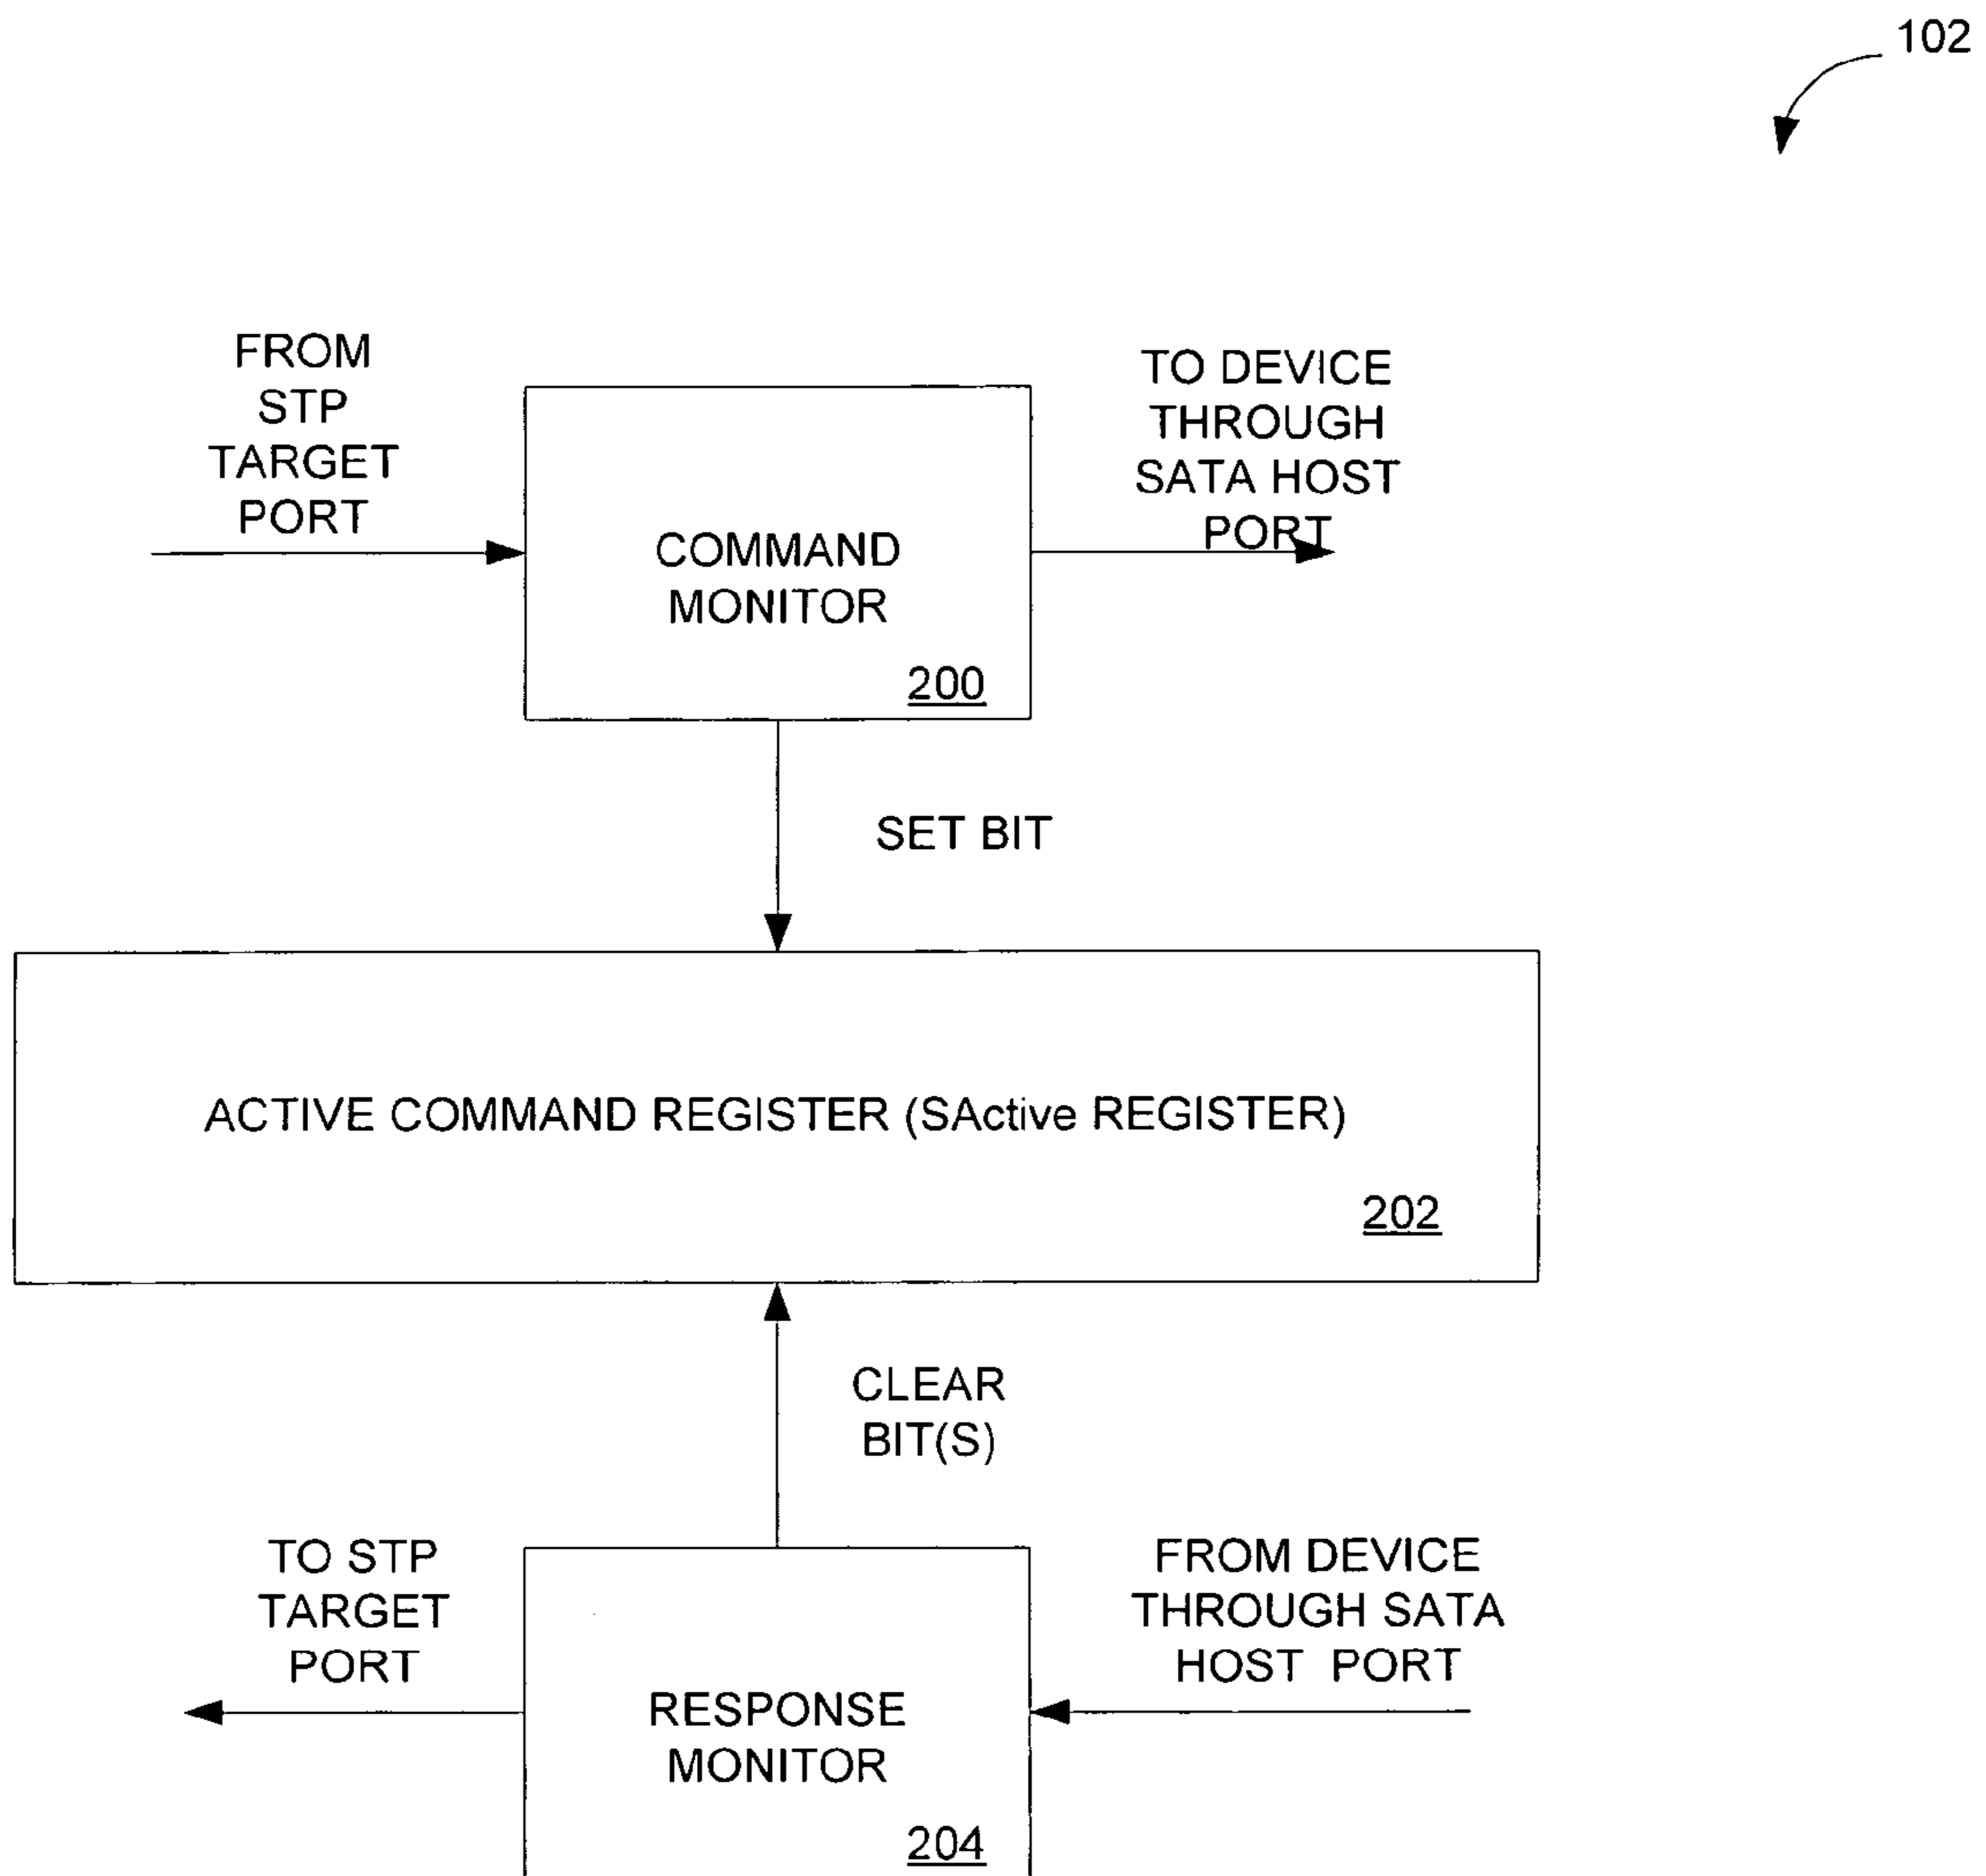 102
FROM
STP
TARGET
PORT
TO DEVICE
THROUGH
SATA HOST
PORT
COMMAND
MONITOR
200
SET BIT
ACTIVE COMMAND REGISTER (SActive REGISTER)
202
CLEAR
BIT(S)
TO STP
TARGET
PORT
FROM DEVICE
THROUGH SATA
HOST PORT
RESPONSE
MONITOR
204